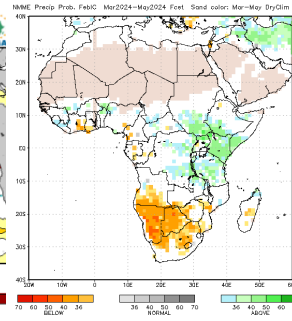 NMME Precip Prob. FebIC Mar2024-May2024 Fcst Sand color: Mar-May DryClim
40N
30N
20N
10N
EQ
10S
20S
30S
40S
20W 10W 0 10E 20E 30E 40E 50E 60E
70 60 50 40 36 36 40 50 60 70 36 40 50 60
BELOW NORMAL ABOVE